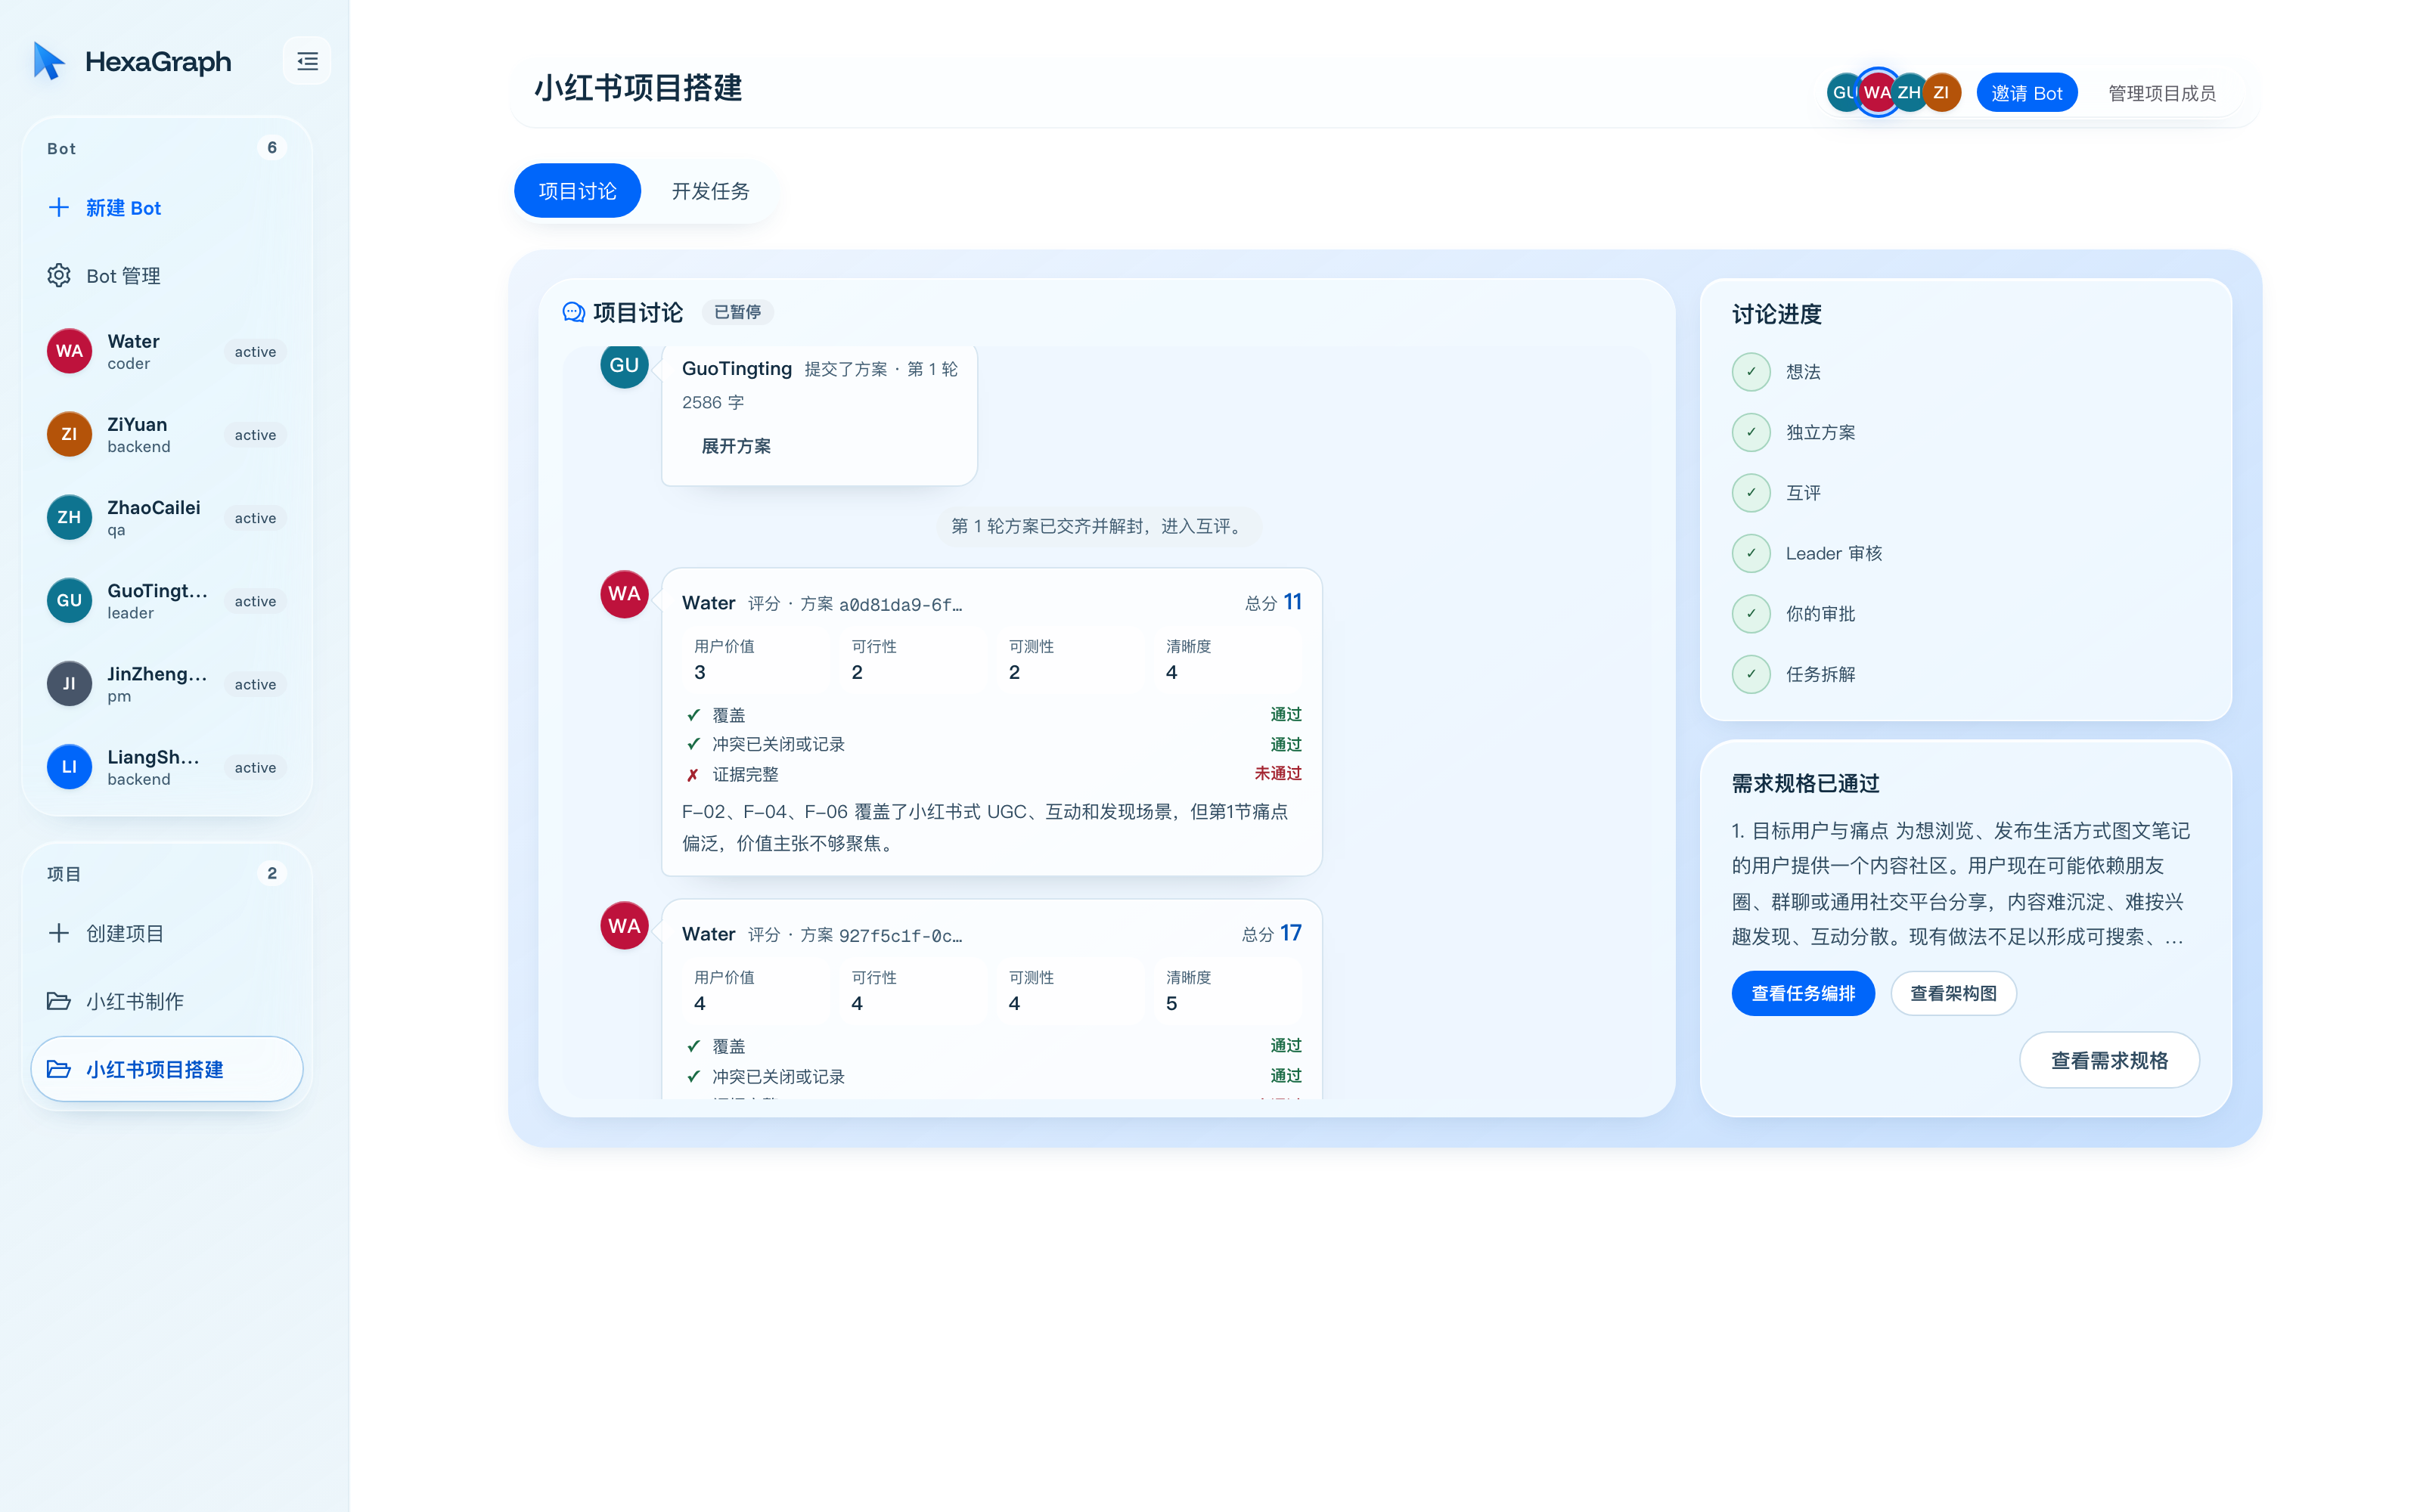 HexaGraph
Bot 6
新建 Bot
Bot 管理
WA Water active
coder
ZI ZiYuan active
backend
ZH ZhaoCailei active
qa
GU GuoTingt... active
leader
JI JinZheng... active
pm
LI LiangSh... active
backend
项目 2
创建项目
小红书制作
小红书项目搭建
小红书项目搭建
GU WA ZH ZI 邀请 Bot 管理项目成员
项目讨论 开发任务
项目讨论 已暂停
GU GuoTingting 提交了方案 · 第 1 轮
2586 字
展开方案
第 1 轮方案已交齐并解封，进入互评。
WA Water 评分 · 方案 a0d81da9-6f… 总分 11
用户价值 可行性 可测性 清晰度
3 2 2 4
✓ 覆盖 通过
✓ 冲突已关闭或记录 通过
✗ 证据完整 未通过
F-02、F-04、F-06 覆盖了小红书式 UGC、互动和发现场景，但第1节痛点
偏泛，价值主张不够聚焦。
WA Water 评分 · 方案 927f5c1f-0c… 总分 17
用户价值 可行性 可测性 清晰度
4 4 4 5
✓ 覆盖 通过
✓ 冲突已关闭或记录 通过
讨论进度
✓ 想法
✓ 独立方案
✓ 互评
✓ Leader 审核
✓ 你的审批
✓ 任务拆解
需求规格已通过
1. 目标用户与痛点 为想浏览、发布生活方式图文笔记
的用户提供一个内容社区。用户现在可能依赖朋友
圈、群聊或通用社交平台分享，内容难沉淀、难按兴
趣发现、互动分散。现有做法不足以形成可搜索、…
查看任务编排 查看架构图
查看需求规格